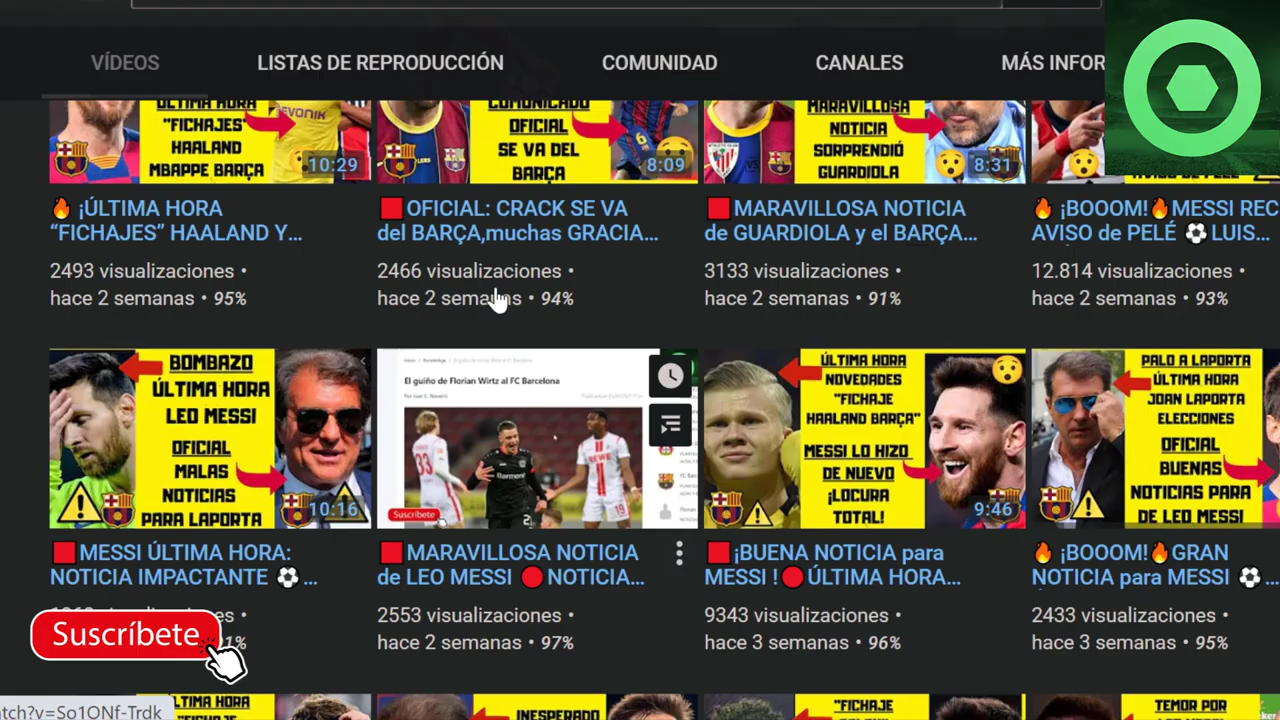 VÍDEOS
LISTAS DE REPRODUCCIÓN
COMUNIDAD
CANALES
MÁS INFOR
ÚLTIMA HORA
"FICHAJES"
HAALAND
MBAPPE BARÇA
10:29
COMUNICADO
OFICIAL
SE VA DEL
BARÇA
8:09
MARAVILLOSA
NOTICIA
SORPRENDIÓ
GUARDIOLA
8:31
🔥 ¡ÚLTIMA HORA
“FICHAJES” HAALAND Y...
2493 visualizaciones •
hace 2 semanas • 95%
🟥OFICIAL: CRACK SE VA
del BARÇA,muchas GRACIA...
2466 visualizaciones •
hace 2 semanas • 94%
🟥MARAVILLOSA NOTICIA
de GUARDIOLA y el BARÇA...
3133 visualizaciones •
hace 2 semanas • 91%
🔥 ¡BOOOM!🔥MESSI REC
AVISO de PELÉ ⚽LUIS...
12.814 visualizaciones •
hace 2 semanas • 93%
BOMBAZO
ÚLTIMA HORA
LEO MESSI
OFICIAL
MALAS
NOTICIAS
PARA LAPORTA
10:16
El guiño de Florian Wirtz al FC Barcelona
Suscríbete
ÚLTIMA HORA
NOVEDADES
"FICHAJE
HAALAND BARÇA"
MESSI LO HIZO
DE NUEVO
¡LOCURA
TOTAL!
9:46
PALO A LAPORTA
ÚLTIMA HORA
JOAN LAPORTA
ELECCIONES
OFICIAL
BUENAS
NOTICIAS PARA
DE LEO MESSI
🟥MESSI ÚLTIMA HORA:
NOTICIA IMPACTANTE ⚽...
🟥MARAVILLOSA NOTICIA
de LEO MESSI 🔴NOTICIA...
2553 visualizaciones •
hace 2 semanas • 97%
🟥¡BUENA NOTICIA para
MESSI !🔴ÚLTIMA HORA...
9343 visualizaciones •
hace 3 semanas • 96%
🔥 ¡BOOOM!🔥GRAN
NOTICIA para MESSI ⚽...
2433 visualizaciones •
hace 3 semanas • 95%
Suscríbete
atch?v=So1ONf-Trdk
INESPERADO
"FICHAJE
TEMOR POR